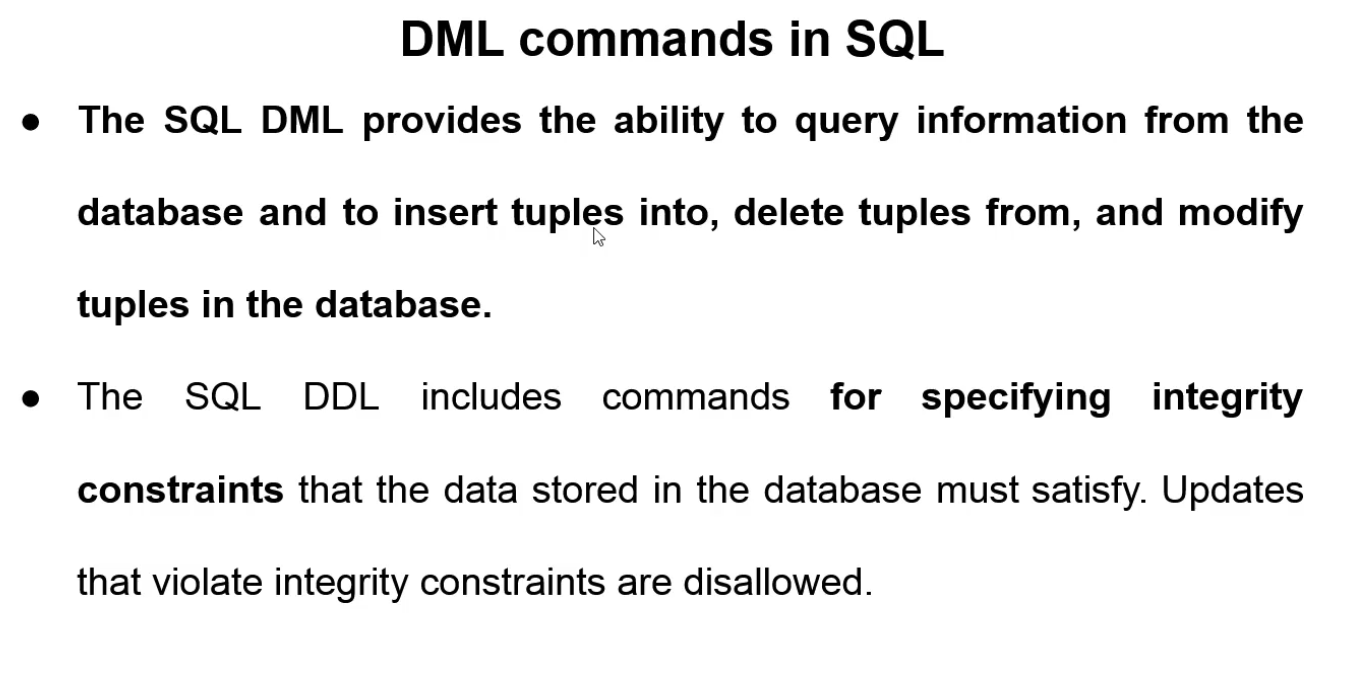 DML commands in SQL
● The SQL DML provides the ability to query information from the
database and to insert tuples into, delete tuples from, and modify
tuples in the database.
● The SQL DDL includes commands for specifying integrity
constraints that the data stored in the database must satisfy. Updates
that violate integrity constraints are disallowed.